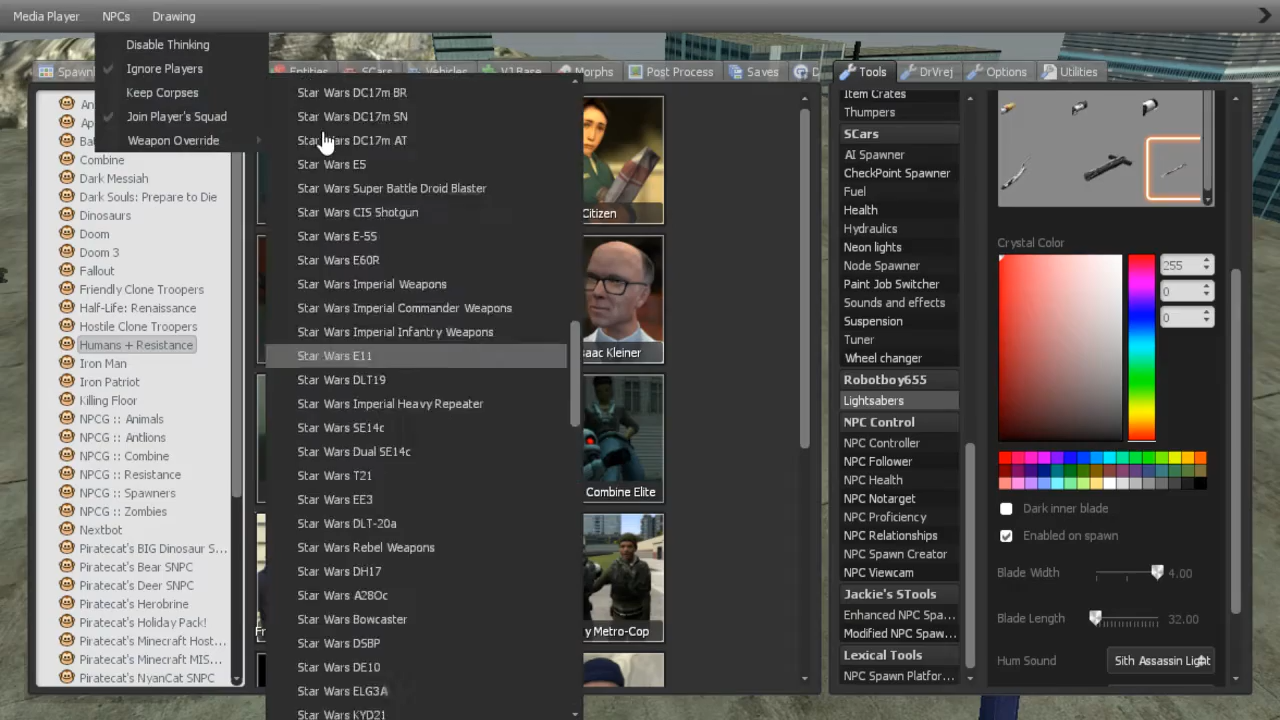 Media Player
NPCs
Drawing
Disable Thinking
Ignore Players
Keep Corpses
Join Player's Squad
Weapon Override
Star Wars DC17m BR
Star Wars DC17m SN
Star Wars DC17m AT
Star Wars E5
Star Wars Super Battle Droid Blaster
Star Wars CIS Shotgun
Star Wars E-5S
Star Wars E60R
Star Wars Imperial Weapons
Star Wars Imperial Commander Weapons
Star Wars Imperial Infantry Weapons
Star Wars E11
Star Wars DLT19
Star Wars Imperial Heavy Repeater
Star Wars SE14c
Star Wars Dual SE14c
Star Wars T21
Star Wars EE3
Star Wars DLT-20a
Star Wars Rebel Weapons
Star Wars DH17
Star Wars A280c
Star Wars Bowcaster
Star Wars D5BP
Star Wars DE10
Star Wars ELG3A
Star Wars KYD21
Spawn
Entities
SCars
Vehicles
VJ Base
Morphs
Post Process
Saves
D
Combine
Dark Messiah
Dark Souls: Prepare to Die
Dinosaurs
Doom
Doom 3
Fallout
Friendly Clone Troopers
Half-Life: Renaissance
Hostile Clone Troopers
Humans + Resistance
Iron Man
Iron Patriot
Killing Floor
NPCG :: Animals
NPCG :: Antlions
NPCG :: Combine
NPCG :: Resistance
NPCG :: Spawners
NPCG :: Zombies
Nextbot
Piratecat's BIG Dinosaur S...
Piratecat's Bear SNPC
Piratecat's Deer SNPC
Piratecat's Herobrine
Piratecat's Holiday Pack!
Piratecat's Minecraft Host...
Piratecat's Minecraft MIS...
Piratecat's NyanCat SNPC
Citizen
saac Kleiner
Combine Elite
y Metro-Cop
Tools
DrVrej
Options
Utilities
Item Crates
Thumpers
SCars
AI Spawner
CheckPoint Spawner
Fuel
Health
Hydraulics
Neon lights
Node Spawner
Paint Job Switcher
Sounds and effects
Suspension
Tuner
Wheel changer
Robotboy655
Lightsabers
NPC Control
NPC Controller
NPC Follower
NPC Health
NPC Notarget
NPC Proficiency
NPC Relationships
NPC Spawn Creator
NPC Viewcam
Jackie's STools
Enhanced NPC Spa...
Modified NPC Spaw...
Lexical Tools
NPC Spawn Platfor...
Crystal Color
255
0
0
Dark inner blade
Enabled on spawn
Blade Width
4.00
Blade Length
32.00
Hum Sound
Sith Assassin Light